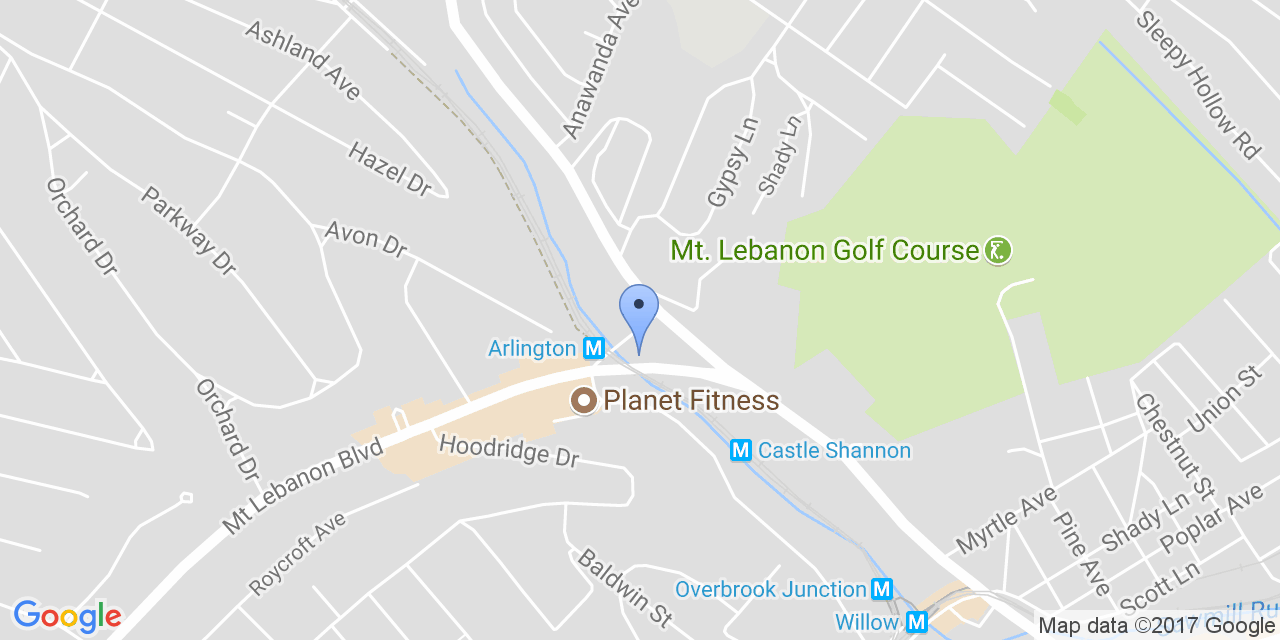 Ashland Ave
Anawanda Ave
Sleepy Hollow Rd
Hazel Dr
Gypsy Ln
Shady Ln
Orchard Dr
Parkway Dr
Avon Dr
Mt. Lebanon Golf Course
Arlington M
Planet Fitness
Orchard Dr
Hoodridge Dr
Mt Lebanon Blvd
M Castle Shannon
Union St
Chestnut St
Roycroft Ave
Myrtle Ave
Pine Ave
Shady Ln
Poplar Ave
Scott Ln
Baldwin St
Overbrook Junction M
Willow M
Google
Map data ©2017 Google